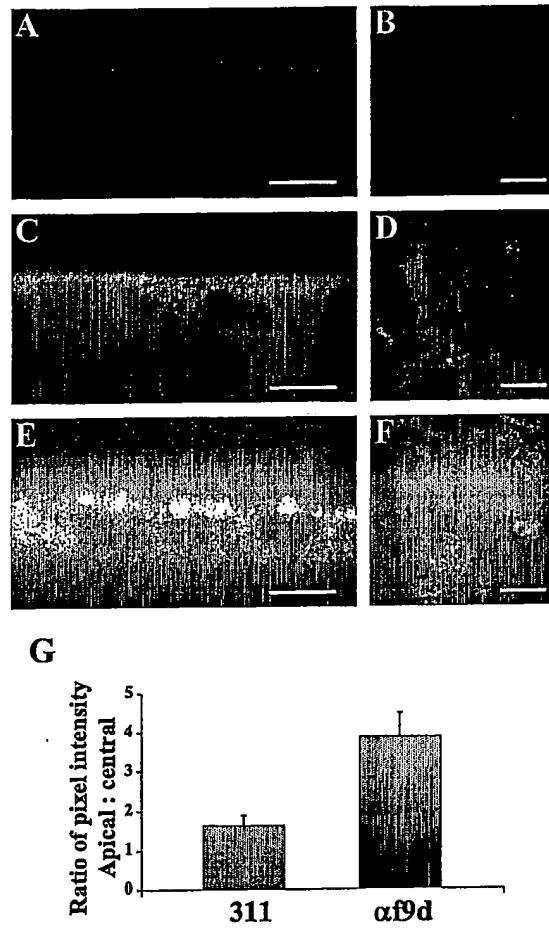 A
B
C
D
E
F
G
Ratio of pixel intensity
Apical : central
5
4
3
2
1
0
311
αf9d